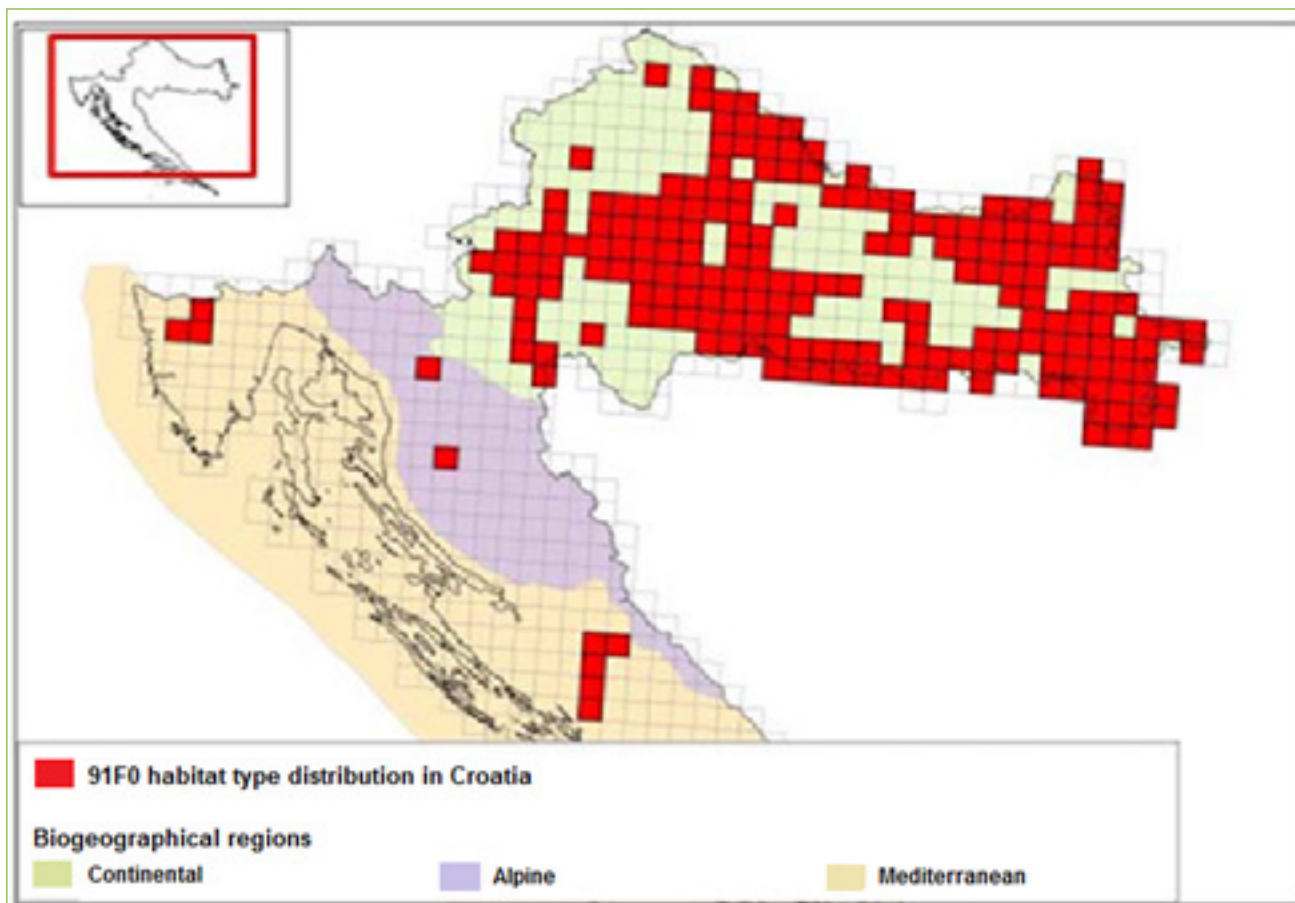 91F0 habitat type distribution in Croatia
Biogeographical regions
Continental Alpine Mediterranean